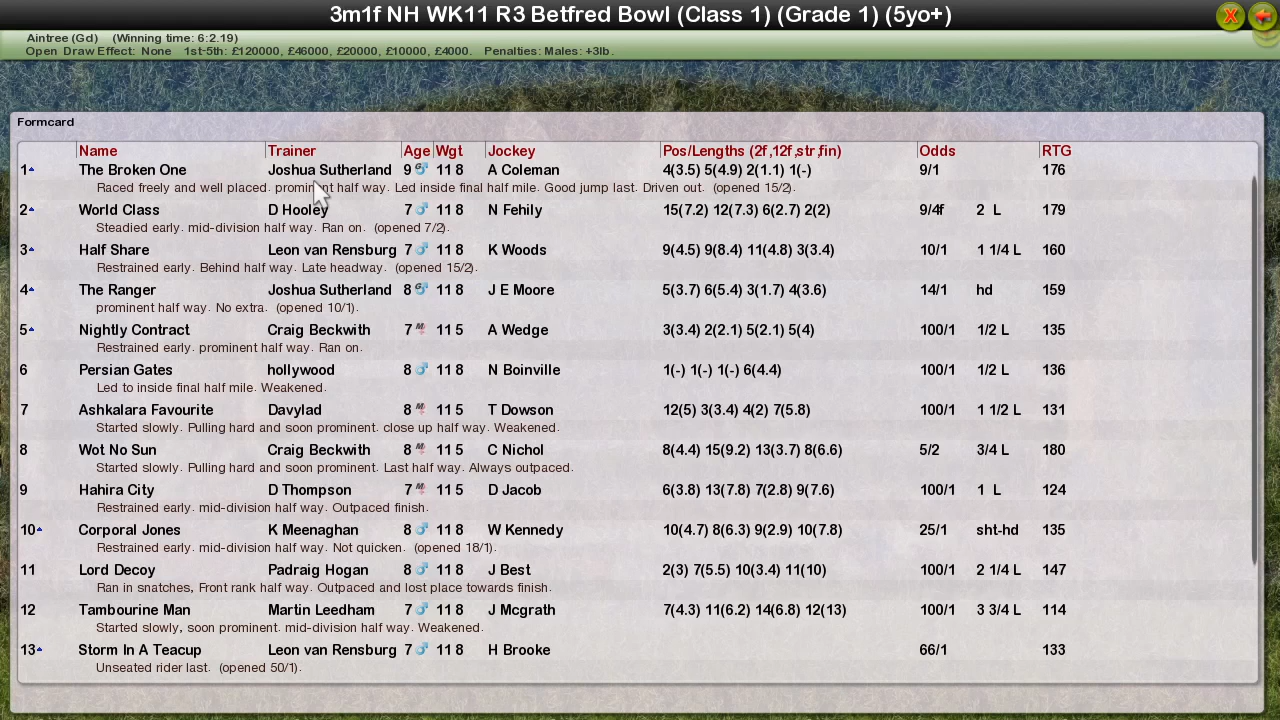 3m1f NH WK11 R3 Betfred Bowl (Class 1) (Grade 1) (5yo+)
Aintree (Gd) (Winning time: 6:2.19)
Open Draw Effect: None 1st-5th: £120000, £46000, £20000, £10000, £4000. Penalties: Males: +3lb.
Formcard
Name Trainer Age Wgt Jockey Pos/Lengths (2f,12f,str,fin) Odds RTG
1 The Broken One Joshua Sutherland 9 11 8 A Coleman 4(3.5) 5(4.9) 2(1.1) 1(-) 9/1 176
Raced freely and well placed. prominent half way. Led inside final half mile. Good jump last. Driven out. (opened 15/2).
2 World Class D Hooley 7 11 8 N Fehily 15(7.2) 12(7.3) 6(2.7) 2(2) 9/4f 2 L 179
Steadied early. mid-division half way. Ran on. (opened 7/2).
3 Half Share Leon van Rensburg 7 11 8 K Woods 9(4.5) 9(8.4) 11(4.8) 3(3.4) 10/1 1 1/4 L 160
Restrained early. Behind half way. Late headway. (opened 15/2).
4 The Ranger Joshua Sutherland 8 11 8 J E Moore 5(3.7) 6(5.4) 3(1.7) 4(3.6) 14/1 hd 159
prominent half way. No extra. (opened 10/1).
5 Nightly Contract Craig Beckwith 7 11 5 A Wedge 3(3.4) 2(2.1) 5(2.1) 5(4) 100/1 1/2 L 135
Restrained early. prominent half way. Ran on.
6 Persian Gates hollywood 8 11 8 N Boinville 1(-) 1(-) 1(-) 6(4.4) 100/1 1/2 L 136
Led to inside final half mile. Weakened.
7 Ashkalara Favourite Davylad 8 11 5 T Dowson 12(5) 3(3.4) 4(2) 7(5.8) 100/1 1 1/2 L 131
Started slowly. Pulling hard and soon prominent. close up half way. Weakened.
8 Wot No Sun Craig Beckwith 8 11 5 C Nichol 8(4.4) 15(9.2) 13(3.7) 8(6.6) 5/2 3/4 L 180
Started slowly. Pulling hard and soon prominent. Last half way. Always outpaced.
9 Hahira City D Thompson 7 11 5 D Jacob 6(3.8) 13(7.8) 7(2.8) 9(7.6) 100/1 1 L 124
Restrained early. mid-division half way. Outpaced finish.
10 Corporal Jones K Meenaghan 8 11 8 W Kennedy 10(4.7) 8(6.3) 9(2.9) 10(7.8) 25/1 sht-hd 135
Restrained early. mid-division half way. Not quicken. (opened 18/1).
11 Lord Decoy Padraig Hogan 8 11 8 J Best 2(3) 7(5.5) 10(3.4) 11(10) 100/1 2 1/4 L 147
Ran in snatches, Front rank half way. Outpaced and lost place towards finish.
12 Tambourine Man Martin Leedham 7 11 8 J Mcgrath 7(4.3) 11(6.2) 14(6.8) 12(13) 100/1 3 3/4 L 114
Started slowly, soon prominent. mid-division half way. Weakened.
13 Storm In A Teacup Leon van Rensburg 7 11 8 H Brooke 66/1 133
Unseated rider last. (opened 50/1).